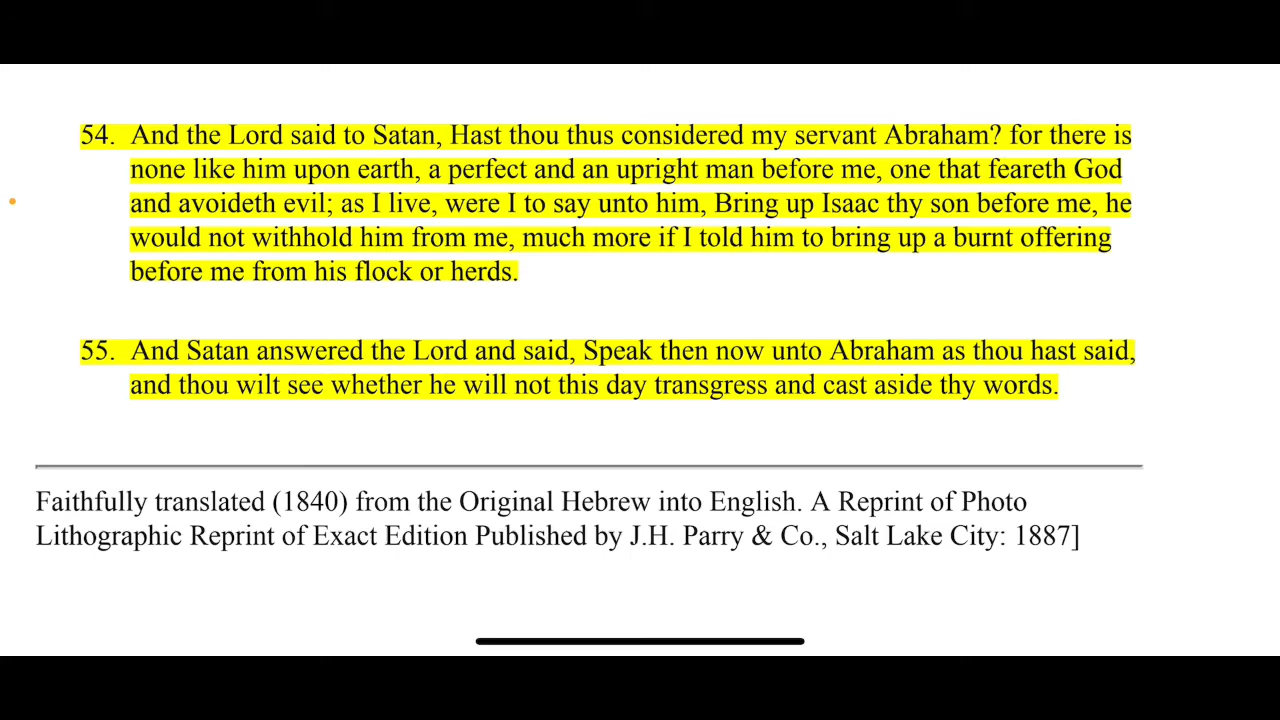 54. And the Lord said to Satan, Hast thou thus considered my servant Abraham? for there is
none like him upon earth, a perfect and an upright man before me, one that feareth God
and avoideth evil; as I live, were I to say unto him, Bring up Isaac thy son before me, he
would not withhold him from me, much more if I told him to bring up a burnt offering
before me from his flock or herds.
55. And Satan answered the Lord and said, Speak then now unto Abraham as thou hast said,
and thou wilt see whether he will not this day transgress and cast aside thy words.
Faithfully translated (1840) from the Original Hebrew into English. A Reprint of Photo
Lithographic Reprint of Exact Edition Published by J.H. Parry & Co., Salt Lake City: 1887]